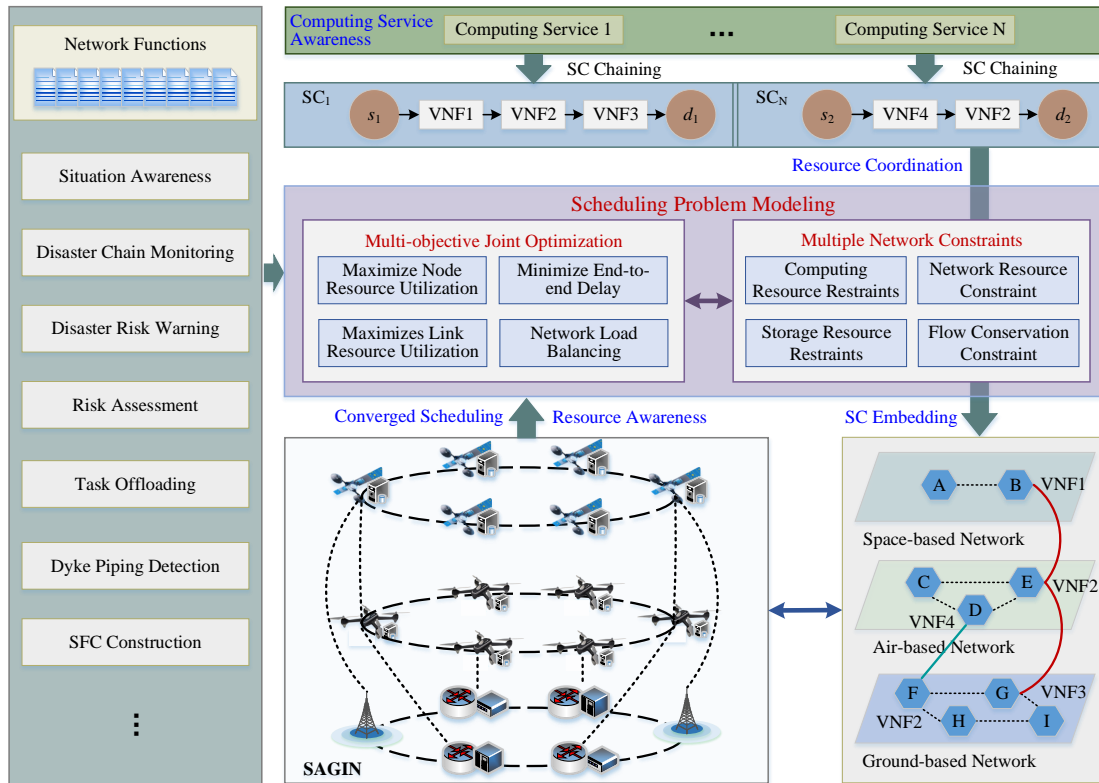 Network Functions
Situation Awareness
Disaster Chain Monitoring
Disaster Risk Warning
Risk Assessment
Task Offloading
Dyke Piping Detection
SFC Construction
⋮
Computing Service
Awareness
Computing Service 1
...
Computing Service N
SC Chaining
SC Chaining
SC1
s1
VNF1
VNF2
VNF3
d1
SCN
s2
VNF4
VNF2
d2
Resource Coordination
Scheduling Problem Modeling
Multi-objective Joint Optimization
Maximize Node
Resource Utilization
Minimize End-to-
end Delay
Maximizes Link
Resource Utilization
Network Load
Balancing
Multiple Network Constraints
Computing
Resource Restraints
Network Resource
Constraint
Storage Resource
Restraints
Flow Conservation
Constraint
Converged Scheduling
Resource Awareness
SC Embedding
SAGIN
A
B
VNF1
Space-based Network
C
E
VNF2
D
VNF4
Air-based Network
F
G
VNF3
VNF2
H
I
Ground-based Network